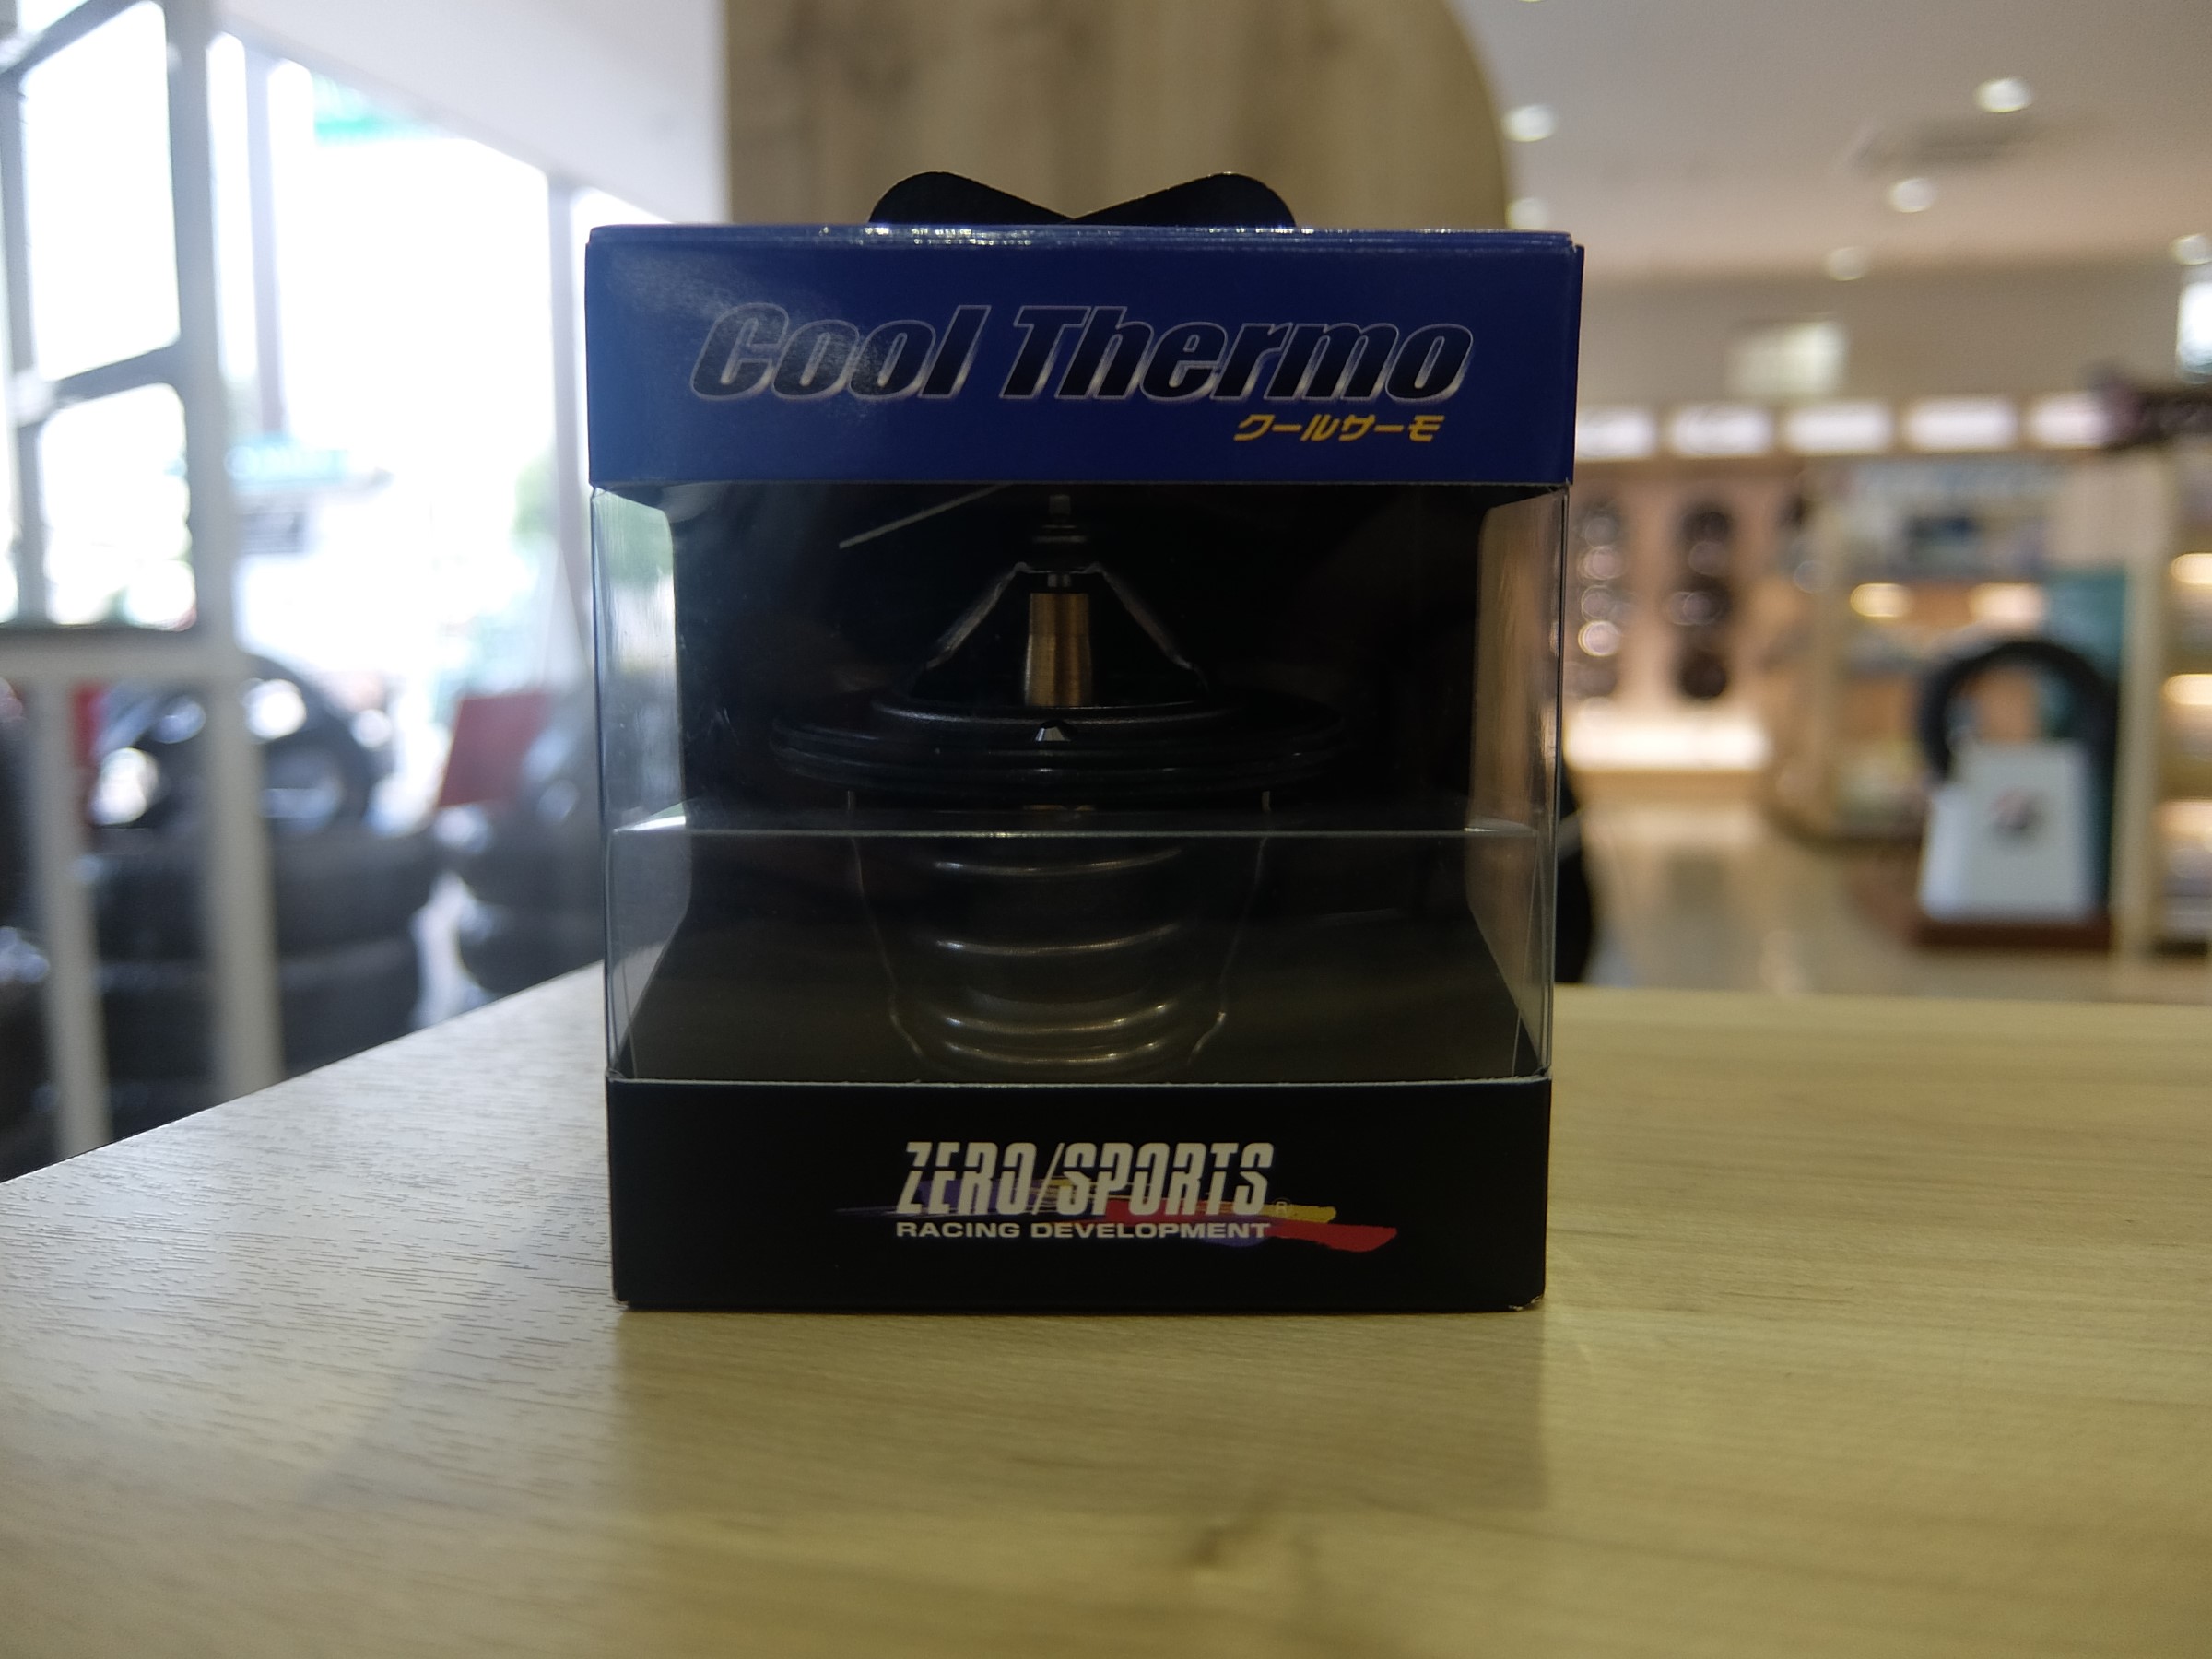 Cool Thermo
クールサーモ
ZERO/SPORTS®
RACING DEVELOPMENT